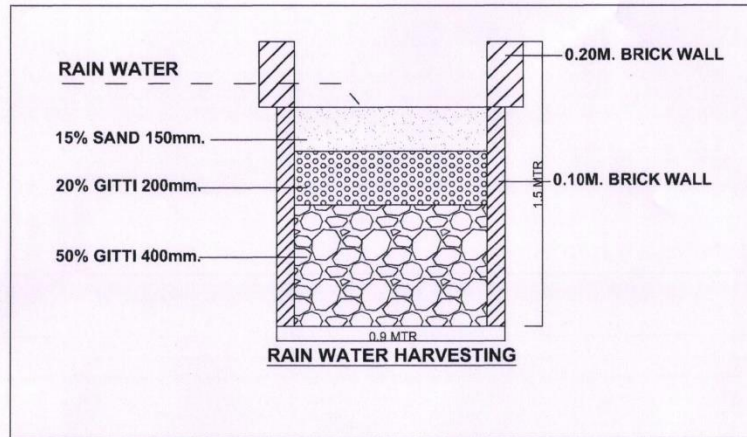 0.20M. BRICK WALL
RAIN WATER
15% SAND 150mm.
20% GITTI 200mm.
0.10M. BRICK WALL
1.5 MTR
50% GITTI 400mm.
0.9 MTR
RAIN WATER HARVESTING